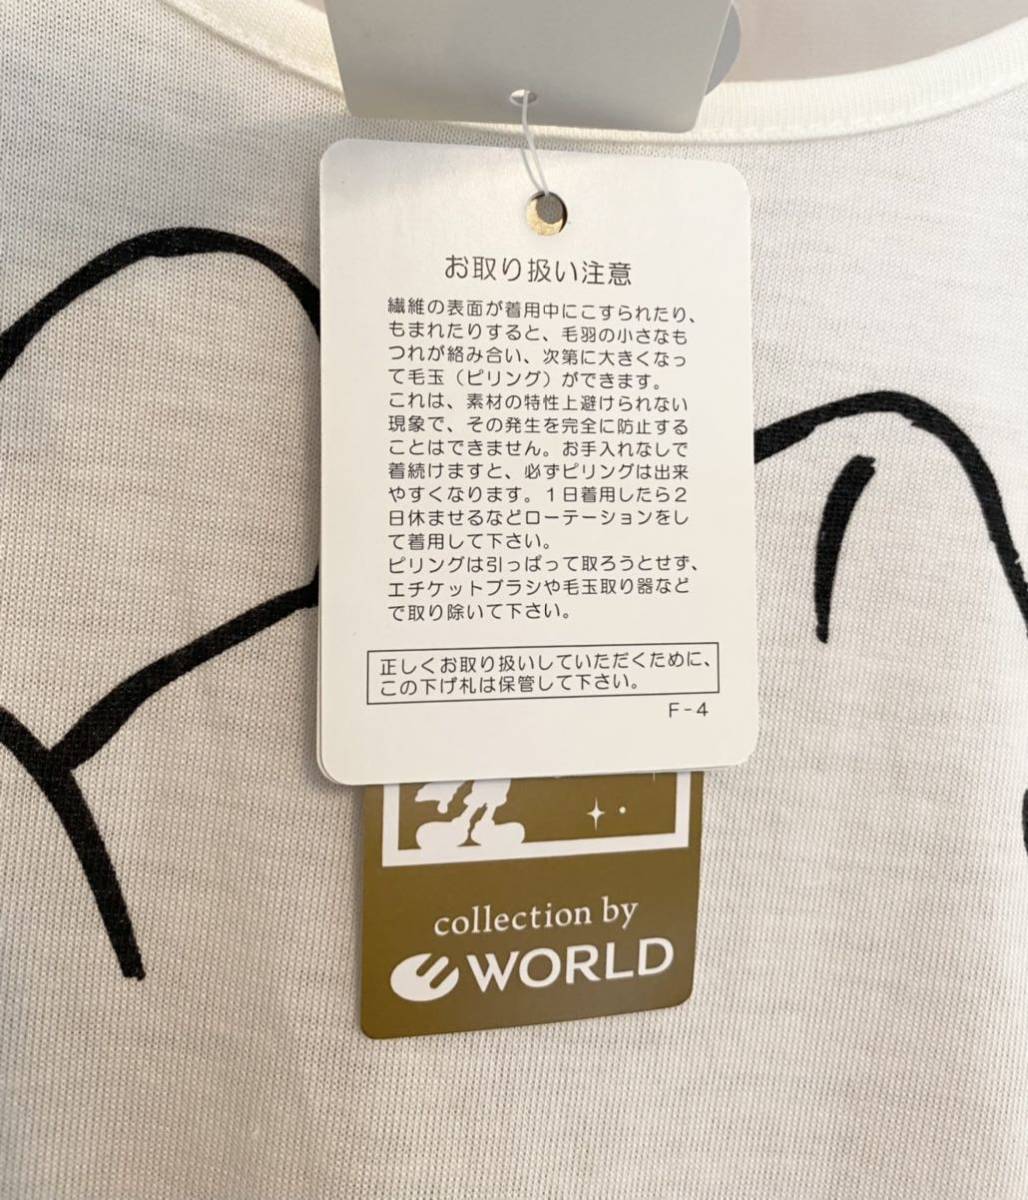 お取り扱い注意
繊維の表面が着用中にこすられたり、
もまれたりすると、毛羽の小さなも
つれが絡み合い、次第に大きくなっ
て毛玉（ピリング）ができます。
これは、素材の特性上避けられない
現象で、その発生を完全に防止する
ことはできません。お手入れなしで
着続けますと、必ずピリングは出来
やすくなります。１日着用したら２
日休ませるなどローテーションをし
て着用して下さい。
ピリングは引っぱって取ろうとせず、
エチケットブラシや毛玉取り器など
で取り除いて下さい。
正しくお取り扱いしていただくために、
この下げ札は保管して下さい。
F-4
collection by
WORLD